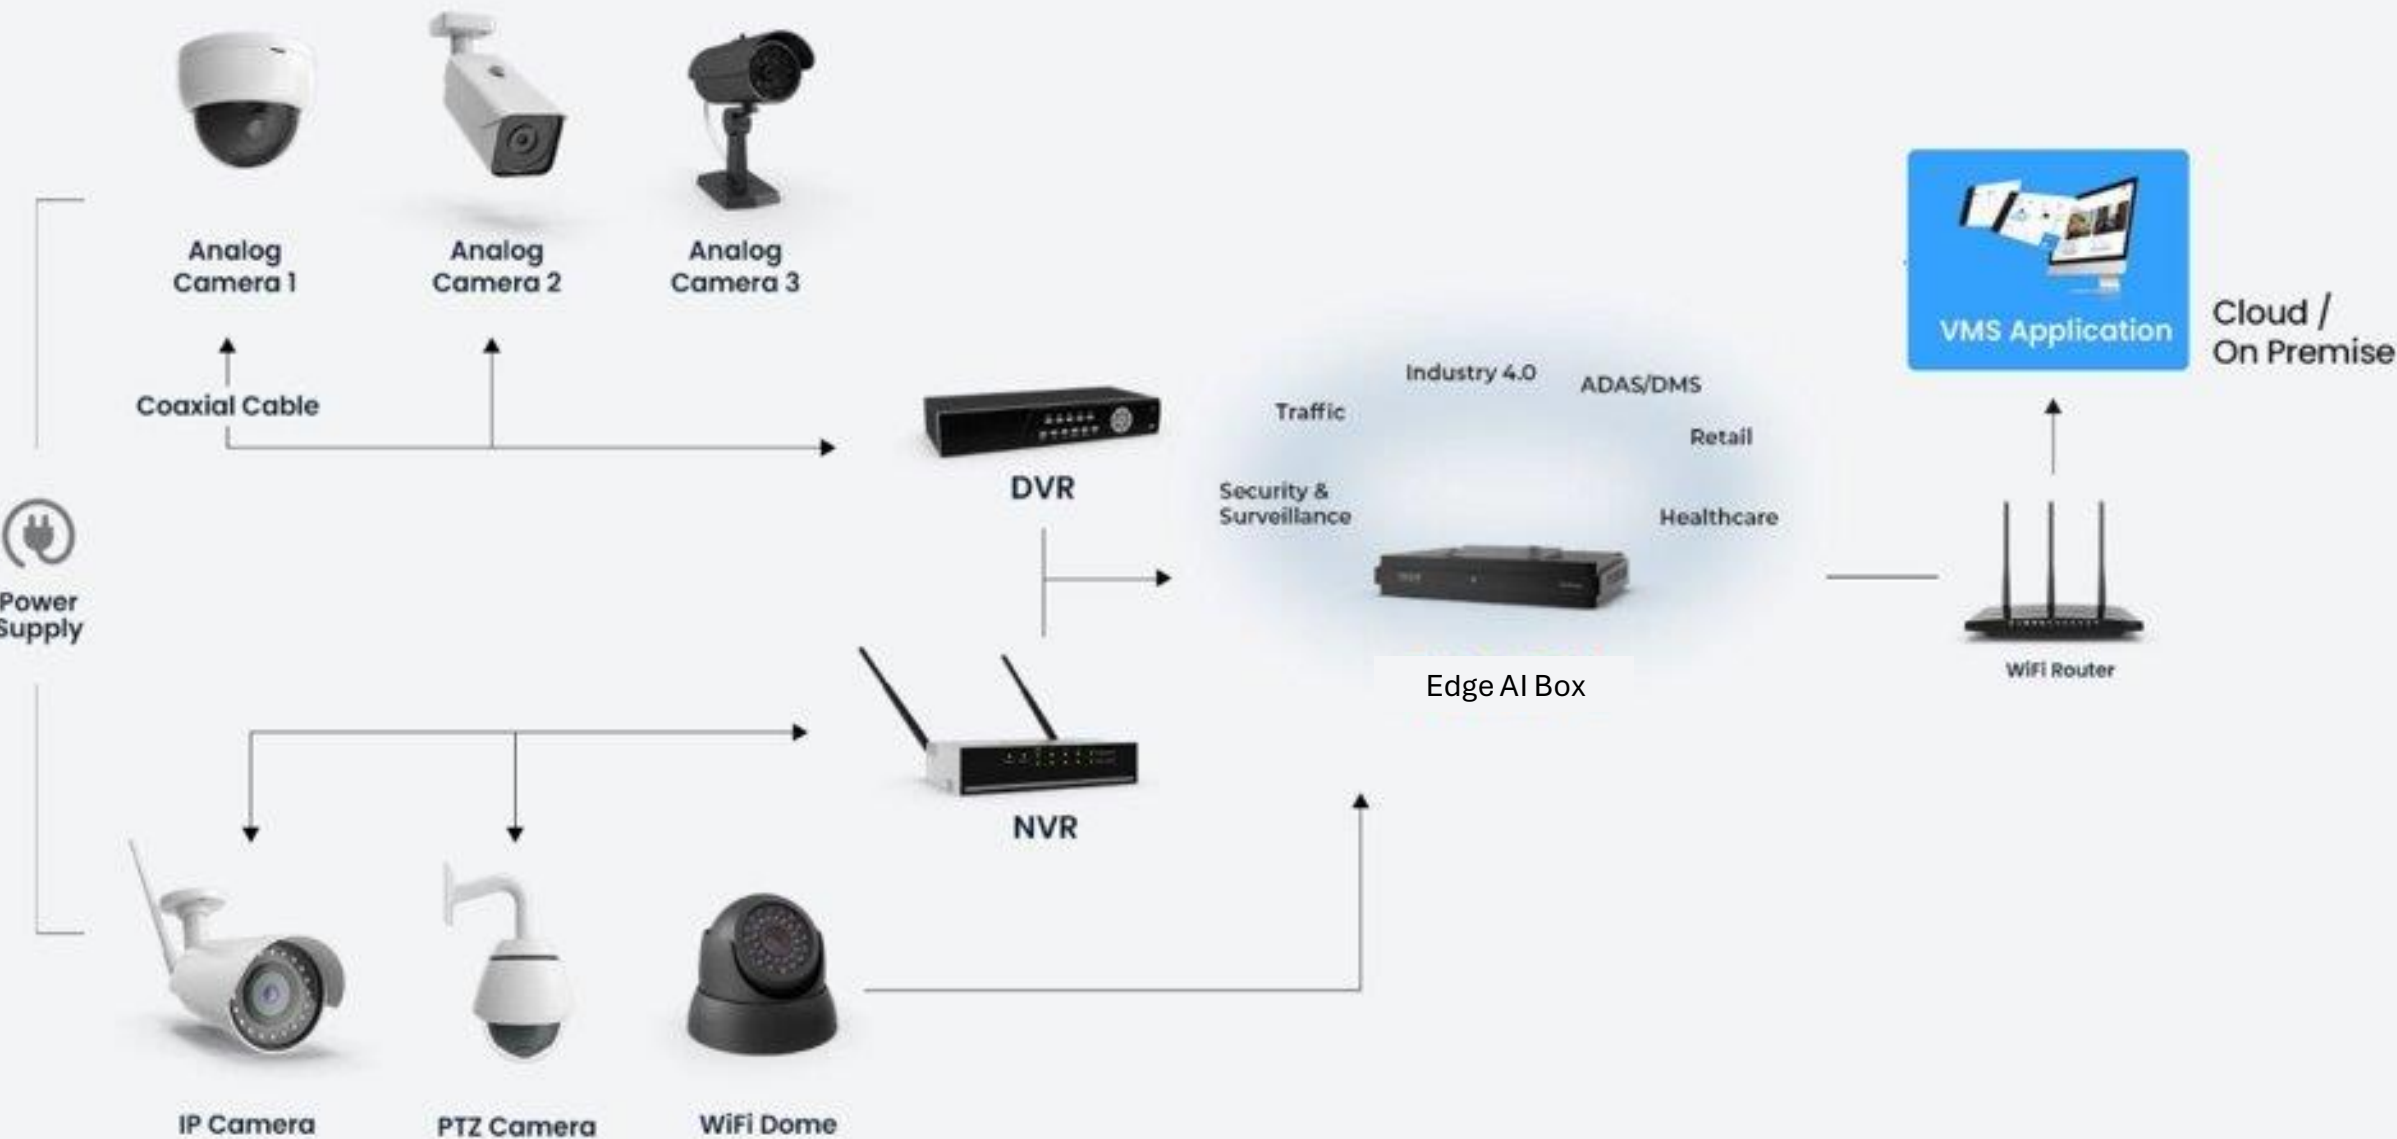 Analog
Camera 1
Analog
Camera 2
Analog
Camera 3
Coaxial Cable
Power
Supply
DVR
NVR
IP Camera
PTZ Camera
WiFi Dome
Industry 4.0
ADAS/DMS
Traffic
Retail
Security &
Surveillance
Healthcare
Edge AI Box
VMS Application
Cloud /
On Premise
WiFi Router